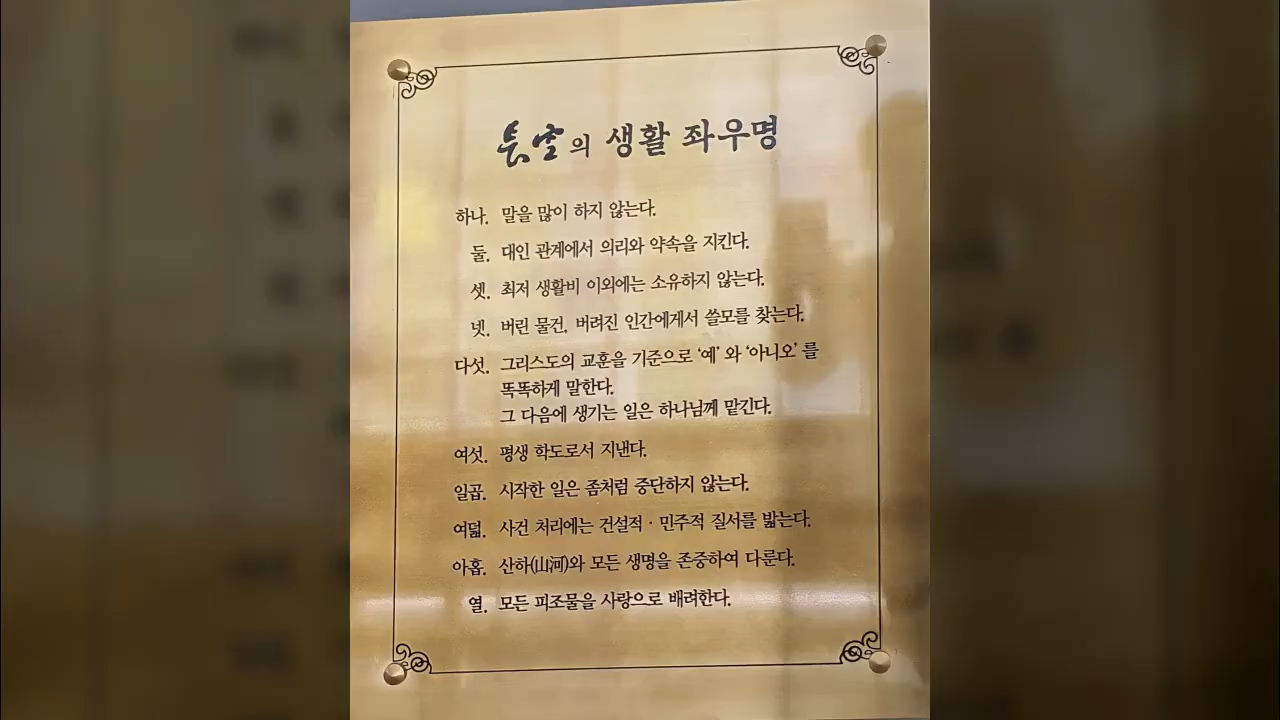 長空의 생활 좌우명
하나. 말을 많이 하지 않는다.
둘. 대인 관계에서 의리와 약속을 지킨다.
셋. 최저 생활비 이외에는 소유하지 않는다.
넷. 버린 물건, 버려진 인간에게서 쓸모를 찾는다.
다섯. 그리스도의 교훈을 기준으로 ‘예’ 와 ‘아니오’ 를
똑똑하게 말한다.
그 다음에 생기는 일은 하나님께 맡긴다.
여섯. 평생 학도로서 지낸다.
일곱. 시작한 일은 좀처럼 중단하지 않는다.
여덟. 사건 처리에는 건설적 · 민주적 질서를 밟는다.
아홉. 산하(山河)와 모든 생명을 존중하여 다룬다.
열. 모든 피조물을 사랑으로 배려한다.